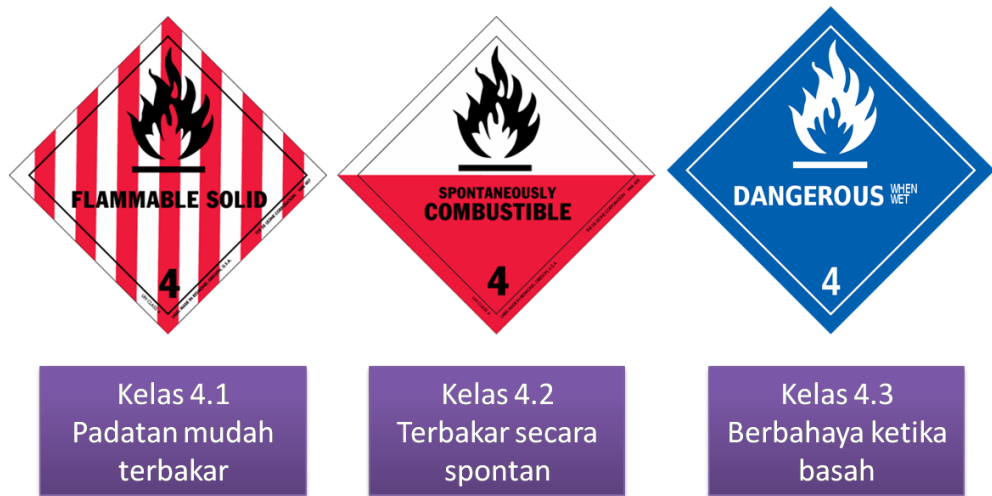 FLAMMABLE SOLID
4
SPONTANEOUSLY
COMBUSTIBLE
4
DANGEROUS WHEN WET
4
Kelas 4.1
Padatan mudah
terbakar
Kelas 4.2
Terbakar secara
spontan
Kelas 4.3
Berbahaya ketika
basah